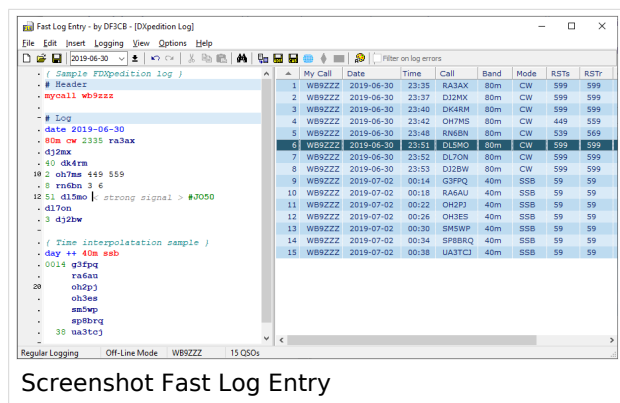 Fast Log Entry - by DF3CB - [DXpedition Log]
File Edit Insert Logging View Options Help
2019-06-30 Filter on log errors
{ Sample FDXpedition log }
# Header
mycall wb9zzz
# Log
date 2019-06-30
80m cw 2335 ra3ax
dj2mx
40 dk4rm
10 2 oh7ms 449 559
8 rn6bn 3 6
12 51 dl5mo < strong signal > #JO50
dl7on
3 dj2bw
{ Time interpolatation sample }
day ++ 40m ssb
0014 g3fpq
ra6au
20 oh2pj
oh3es
sm5wp
sp8brq
38 ua3tcj
My Call Date Time Call Band Mode RSTs RSTr
1 WB9ZZZ 2019-06-30 23:35 RA3AX 80m CW 599 599
2 WB9ZZZ 2019-06-30 23:37 DJ2MX 80m CW 599 599
3 WB9ZZZ 2019-06-30 23:40 DK4RM 80m CW 599 599
4 WB9ZZZ 2019-06-30 23:42 OH7MS 80m CW 449 559
5 WB9ZZZ 2019-06-30 23:48 RN6BN 80m CW 539 569
6 WB9ZZZ 2019-06-30 23:51 DL5MO 80m CW 599 599
7 WB9ZZZ 2019-06-30 23:52 DL7ON 80m CW 599 599
8 WB9ZZZ 2019-06-30 23:53 DJ2BW 80m CW 599 599
9 WB9ZZZ 2019-07-02 00:14 G3FPQ 40m SSB 59 59
10 WB9ZZZ 2019-07-02 00:18 RA6AU 40m SSB 59 59
11 WB9ZZZ 2019-07-02 00:22 OH2PJ 40m SSB 59 59
12 WB9ZZZ 2019-07-02 00:26 OH3ES 40m SSB 59 59
13 WB9ZZZ 2019-07-02 00:30 SM5WP 40m SSB 59 59
14 WB9ZZZ 2019-07-02 00:34 SP8BRQ 40m SSB 59 59
15 WB9ZZZ 2019-07-02 00:38 UA3TCJ 40m SSB 59 59
Regular Logging Off-Line Mode WB9ZZZ 15 QSOs
Screenshot Fast Log Entry